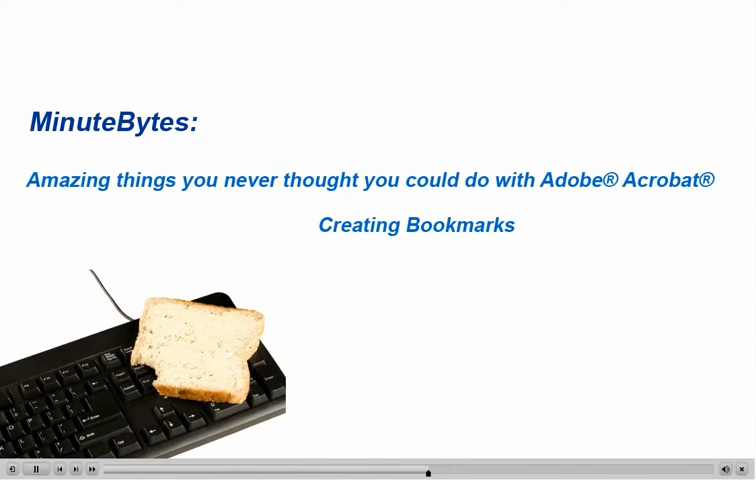 MinuteBytes:
Amazing things you never thought you could do with Adobe® Acrobat®
Creating Bookmarks